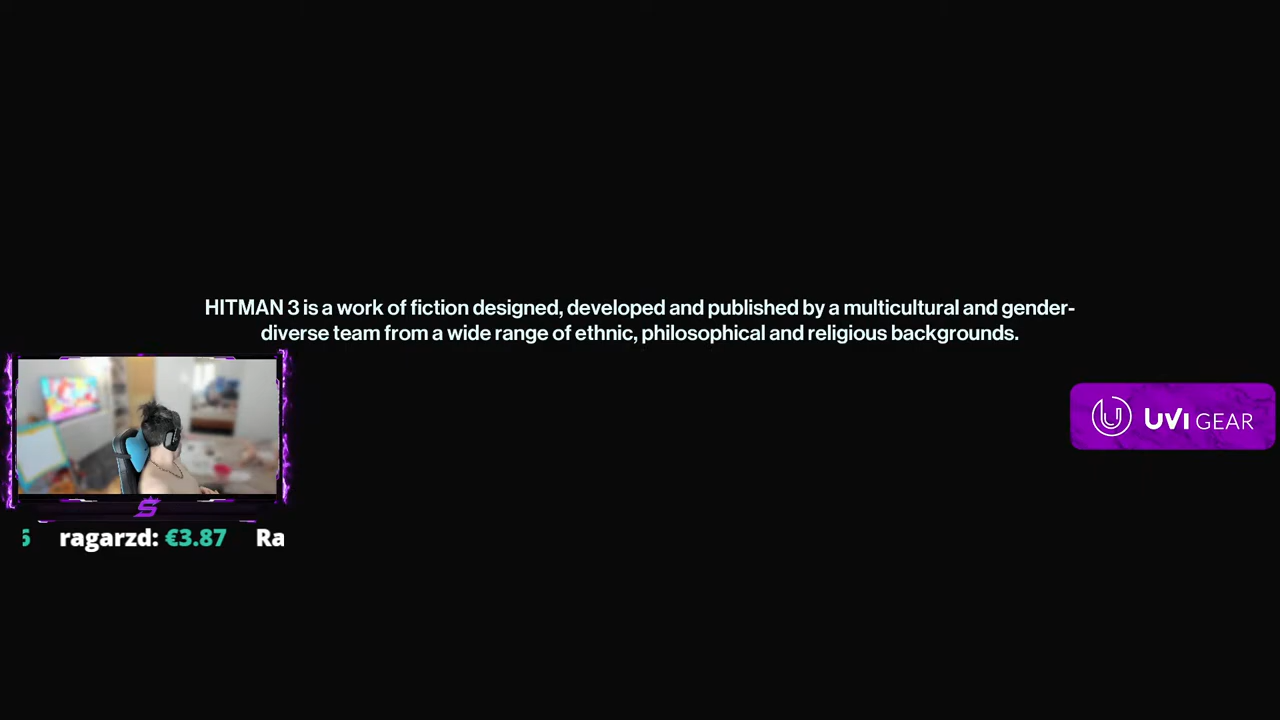 HITMAN 3 is a work of fiction designed, developed and published by a multicultural and gender-
diverse team from a wide range of ethnic, philosophical and religious backgrounds.
UVI GEAR
ragarzd: €3.87 Ra